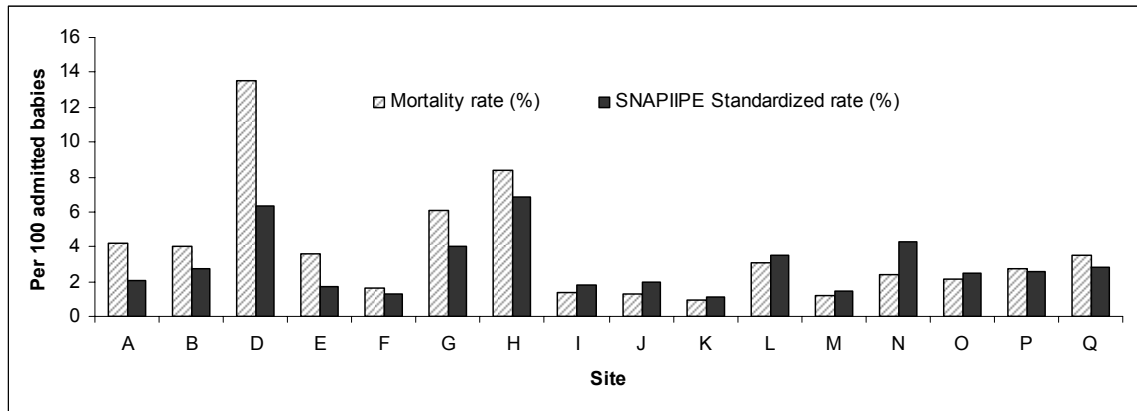 Per 100 admitted babies
16
14
12
10
8
6
4
2
0
Mortality rate (%) SNAPIIPE Standardized rate (%)
A B D E F G H I J K L M N O P Q
Site